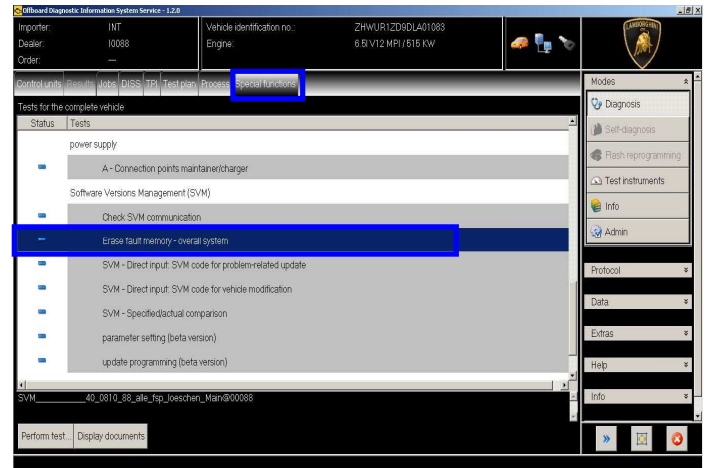 Offboard Diagnostic Information System Service - 1.2.0
Importer: INT Vehicle identification no.: ZHWUR1ZD9DLA01083
Dealer: 10088 Engine: 6.5l V12 MPI / 515 KW
Order: ---
LAMBORGHINI
Control units Results Jobs DISS TPI Test plan Process Special functions
Tests for the complete vehicle
Status Tests
power supply
A - Connection points maintainer/charger
Software Versions Management (SVM)
Check SVM communication
Erase fault memory - overall system
SVM - Direct input: SVM code for problem-related update
SVM - Direct input: SVM code for vehicle modification
SVM - Specified/actual comparison
parameter setting (beta version)
update programming (beta version)
SVM______40_0810_88_alle_fsp_loeschen_Main@00088
Perform test... Display documents
Modes
Diagnosis
Self-diagnosis
Flash reprogramming
Test instruments
Info
Admin
Protocol
Data
Extras
Help
Info